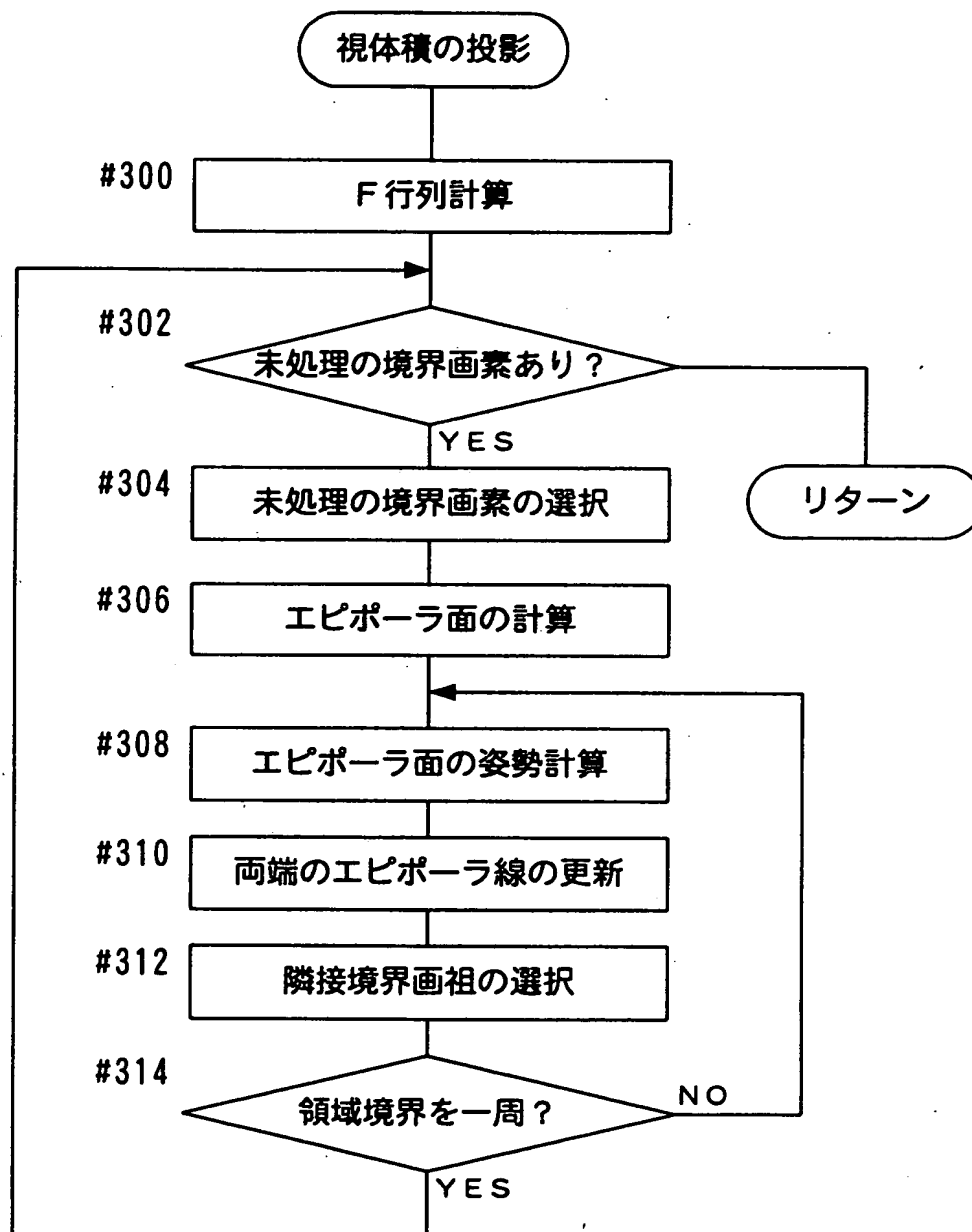 視体積の投影
#300
F行列計算
#302
未処理の境界画素あり?
YES
#304
未処理の境界画素の選択
リターン
#306
エピポーラ面の計算
#308
エピポーラ面の姿勢計算
#310
両端のエピポーラ線の更新
#312
隣接境界画祖の選択
#314
領域境界を一周?
NO
YES